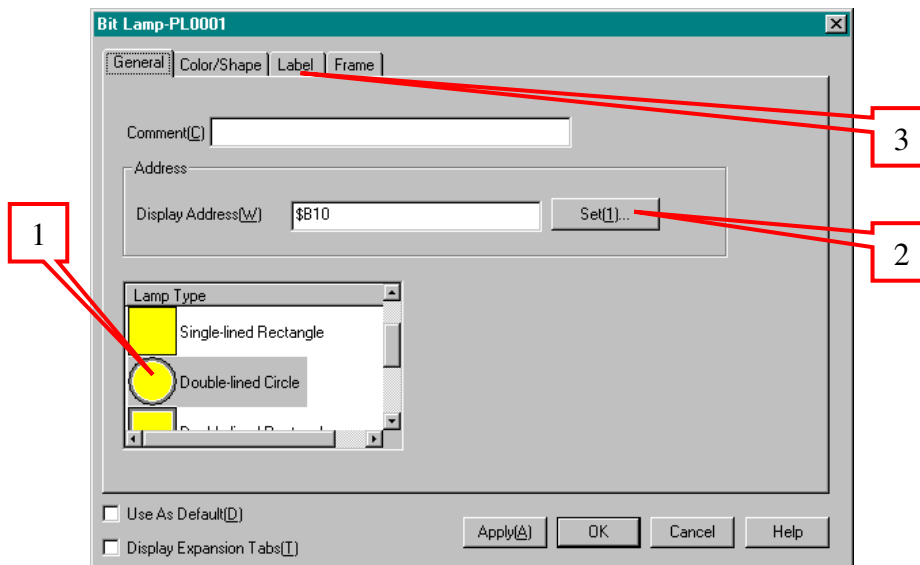 Bit Lamp-PL0001
General Color/Shape Label Frame
3
Comment(C)
Address
Display Address(W) $B10 Set(1)...
1
2
Lamp Type
Single-lined Rectangle
Double-lined Circle
Use As Default(D)
Apply(A) OK Cancel Help
Display Expansion Tabs(T)